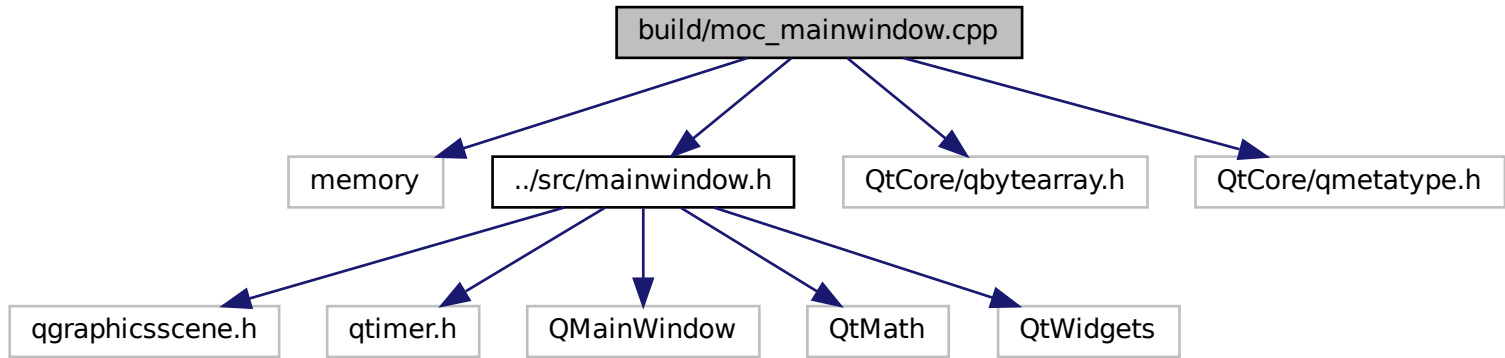 build/moc_mainwindow.cpp
memory
../src/mainwindow.h
QtCore/qbytearray.h
QtCore/qmetatype.h
qgraphicsscene.h
qtimer.h
QMainWindow
QtMath
QtWidgets